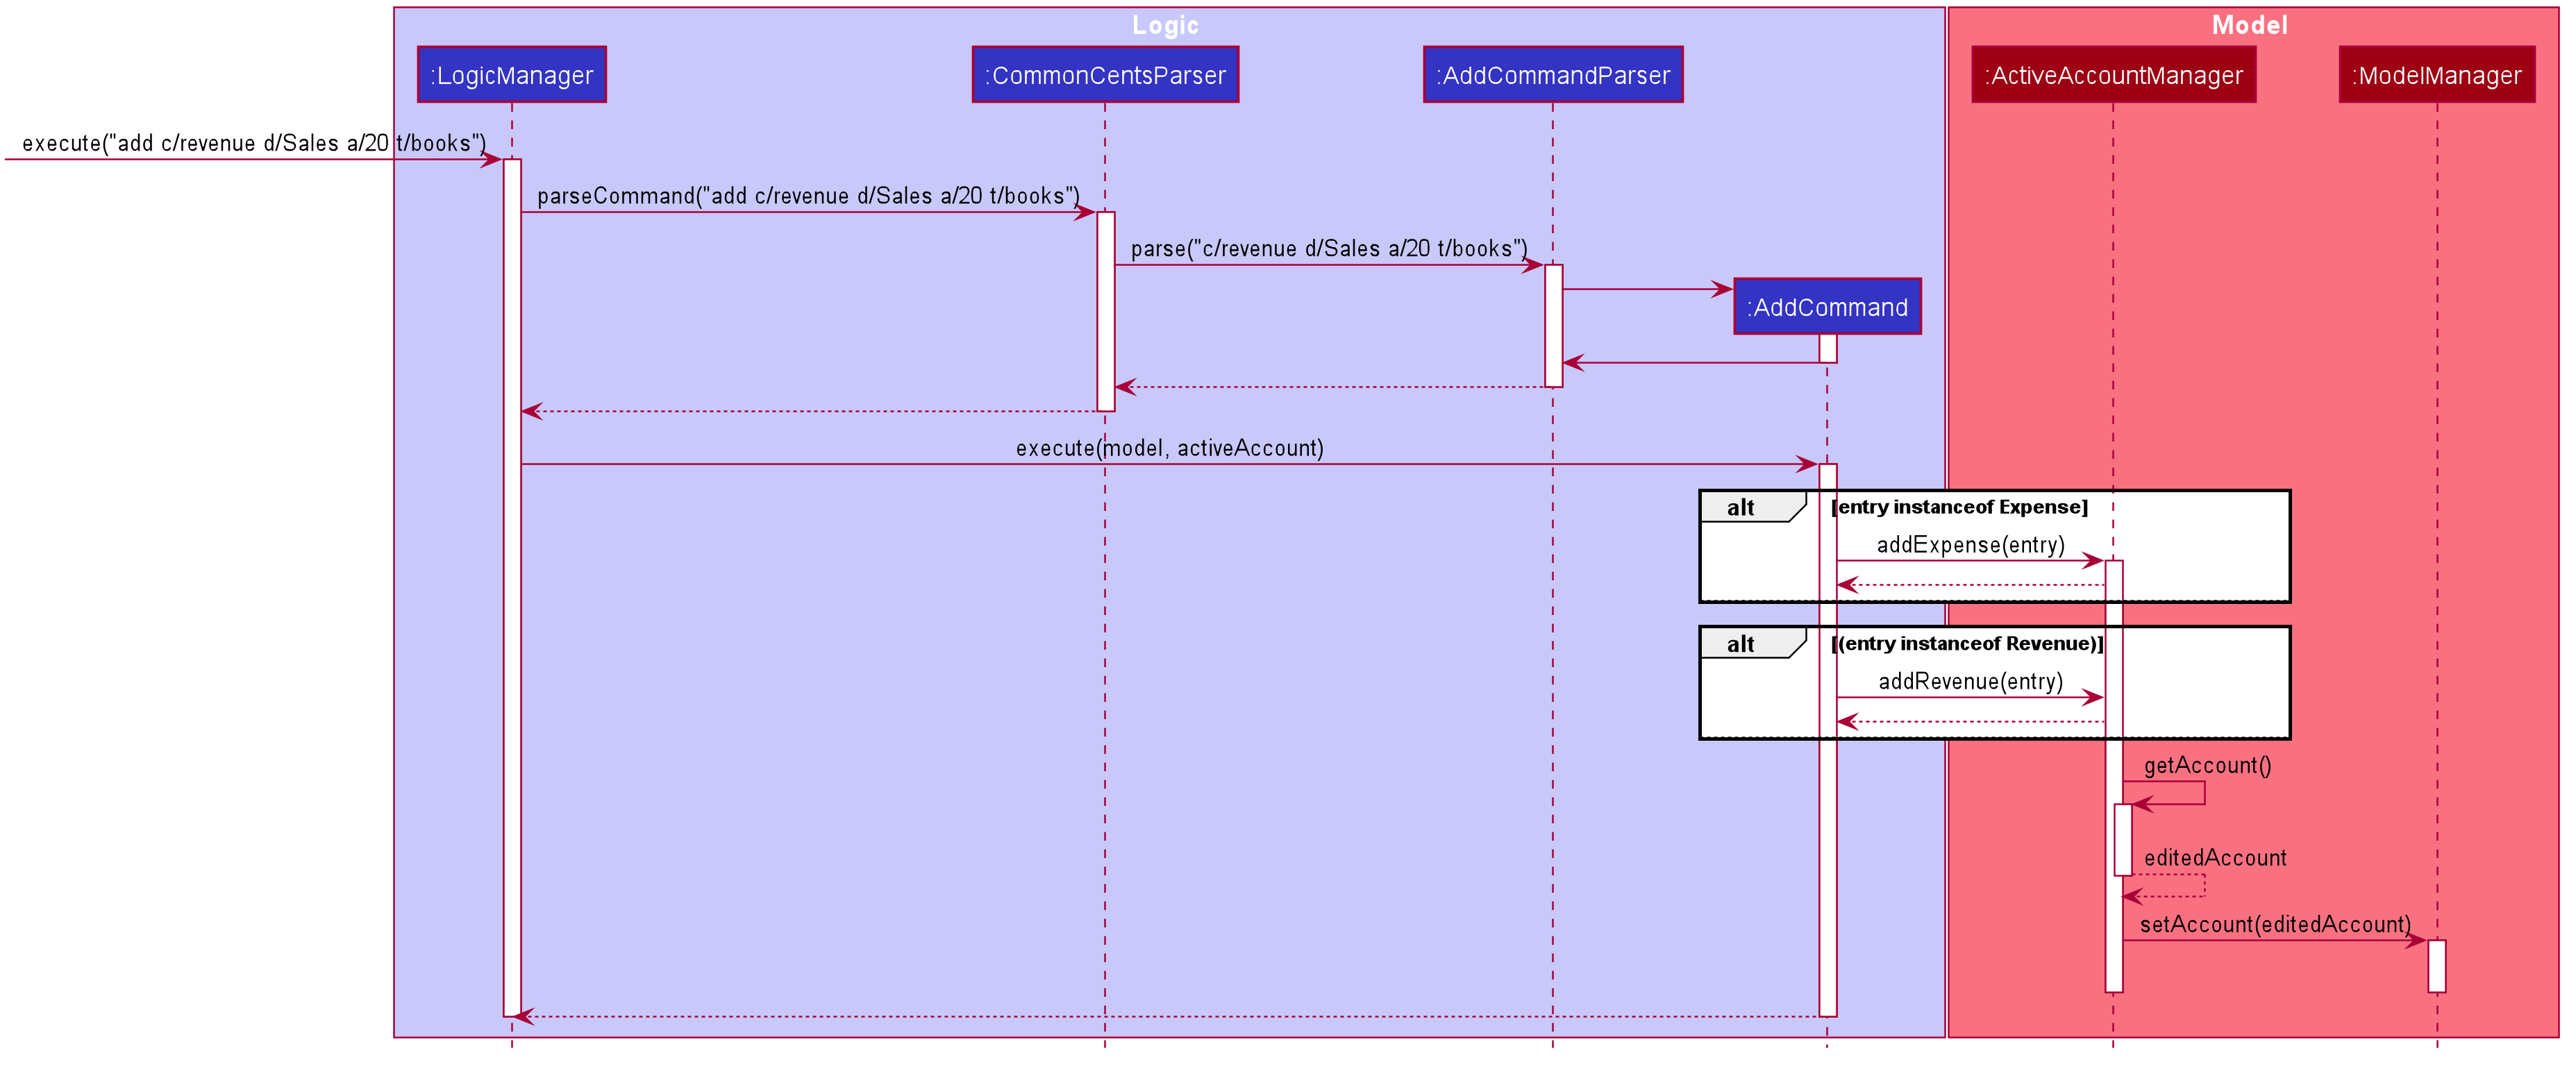 Logic
Model
:LogicManager
:CommonCentsParser
:AddCommandParser
:ActiveAccountManager
:ModelManager
execute("add c/revenue d/Sales a/20 t/books")
parseCommand("add c/revenue d/Sales a/20 t/books")
parse("c/revenue d/Sales a/20 t/books")
:AddCommand
execute(model, activeAccount)
alt
[entry instanceof Expense]
addExpense(entry)
alt
[(entry instanceof Revenue)]
addRevenue(entry)
getAccount()
editedAccount
setAccount(editedAccount)